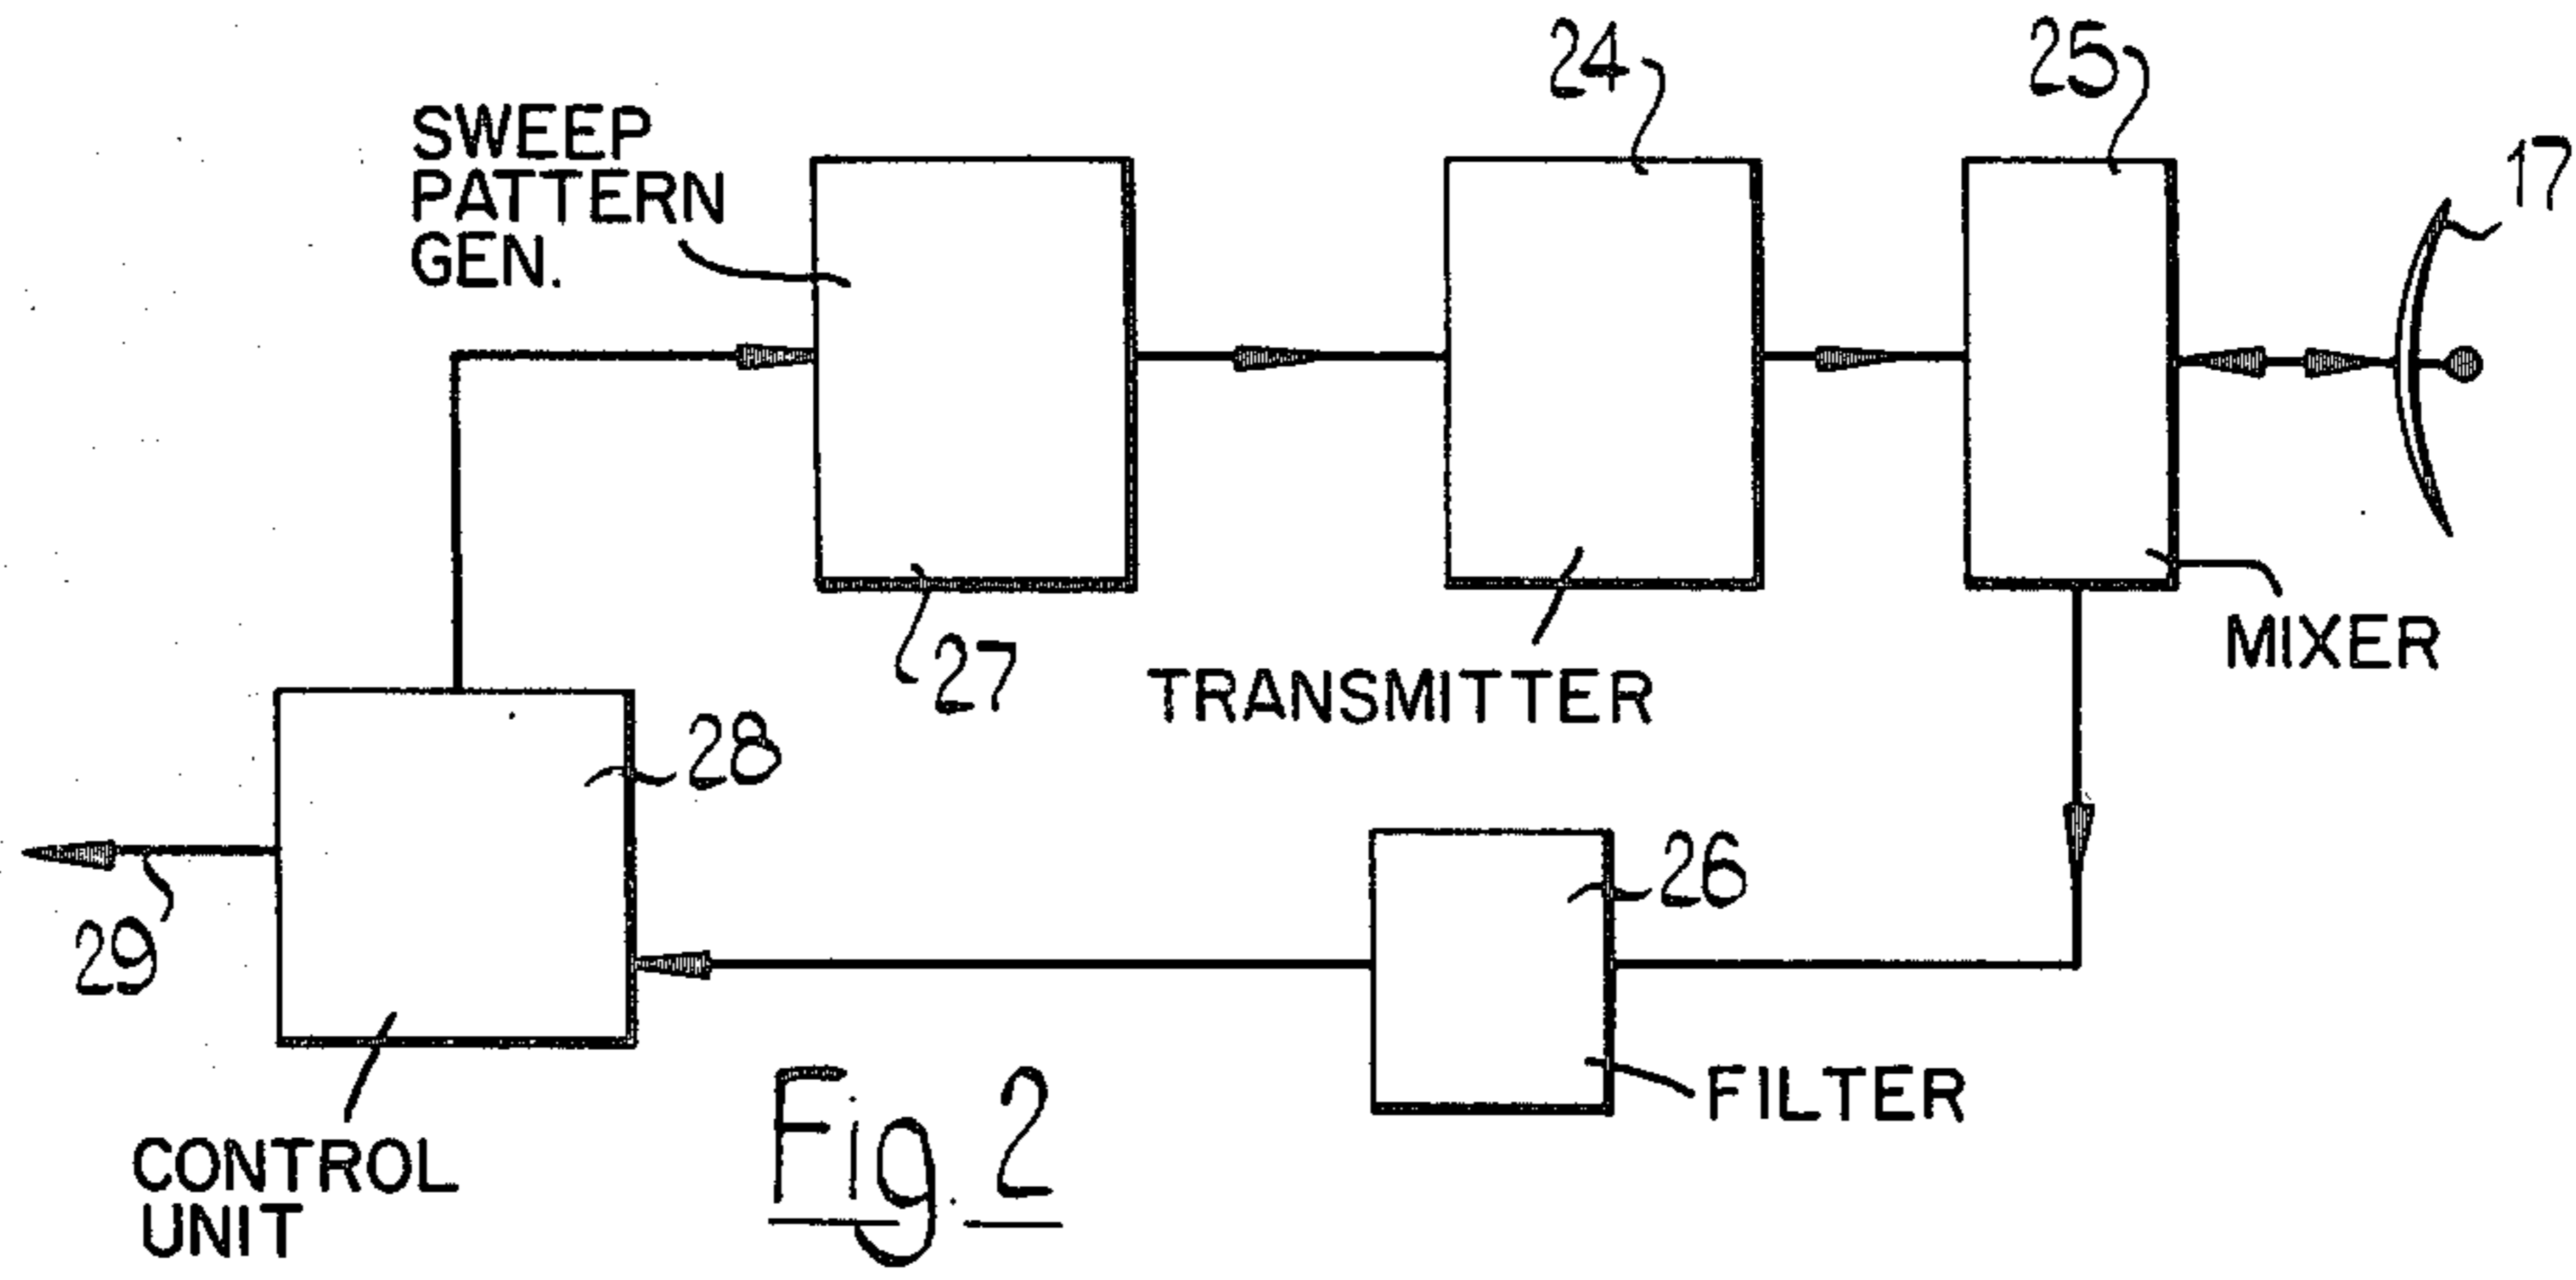 24
25
17
SWEEP
PATTERN
GEN.
27
TRANSMITTER
MIXER
28
29
26
FILTER
CONTROL
UNIT
Fig. 2